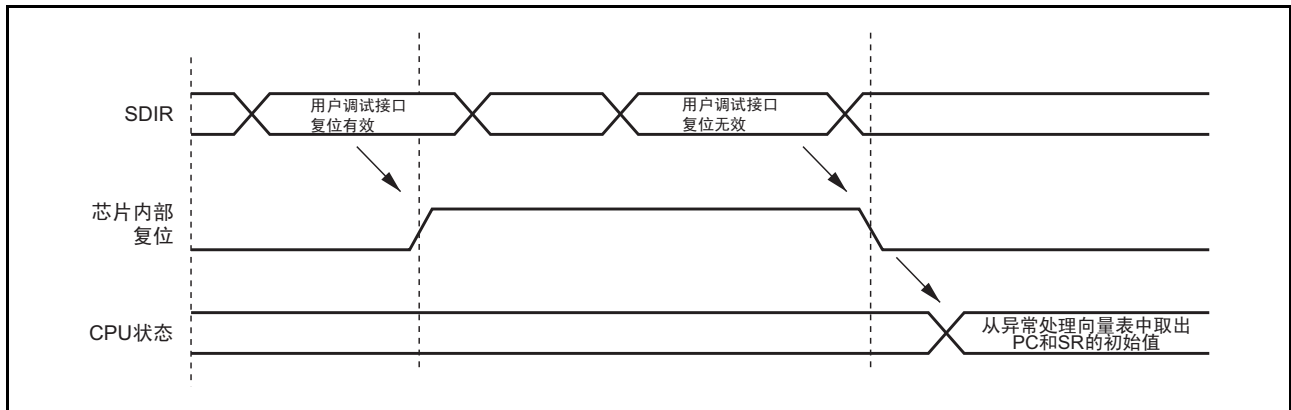 SDIR
用户调试接口
复位有效
用户调试接口
复位无效
芯片内部
复位
CPU状态
从异常处理向量表中取出
PC和SR的初始值